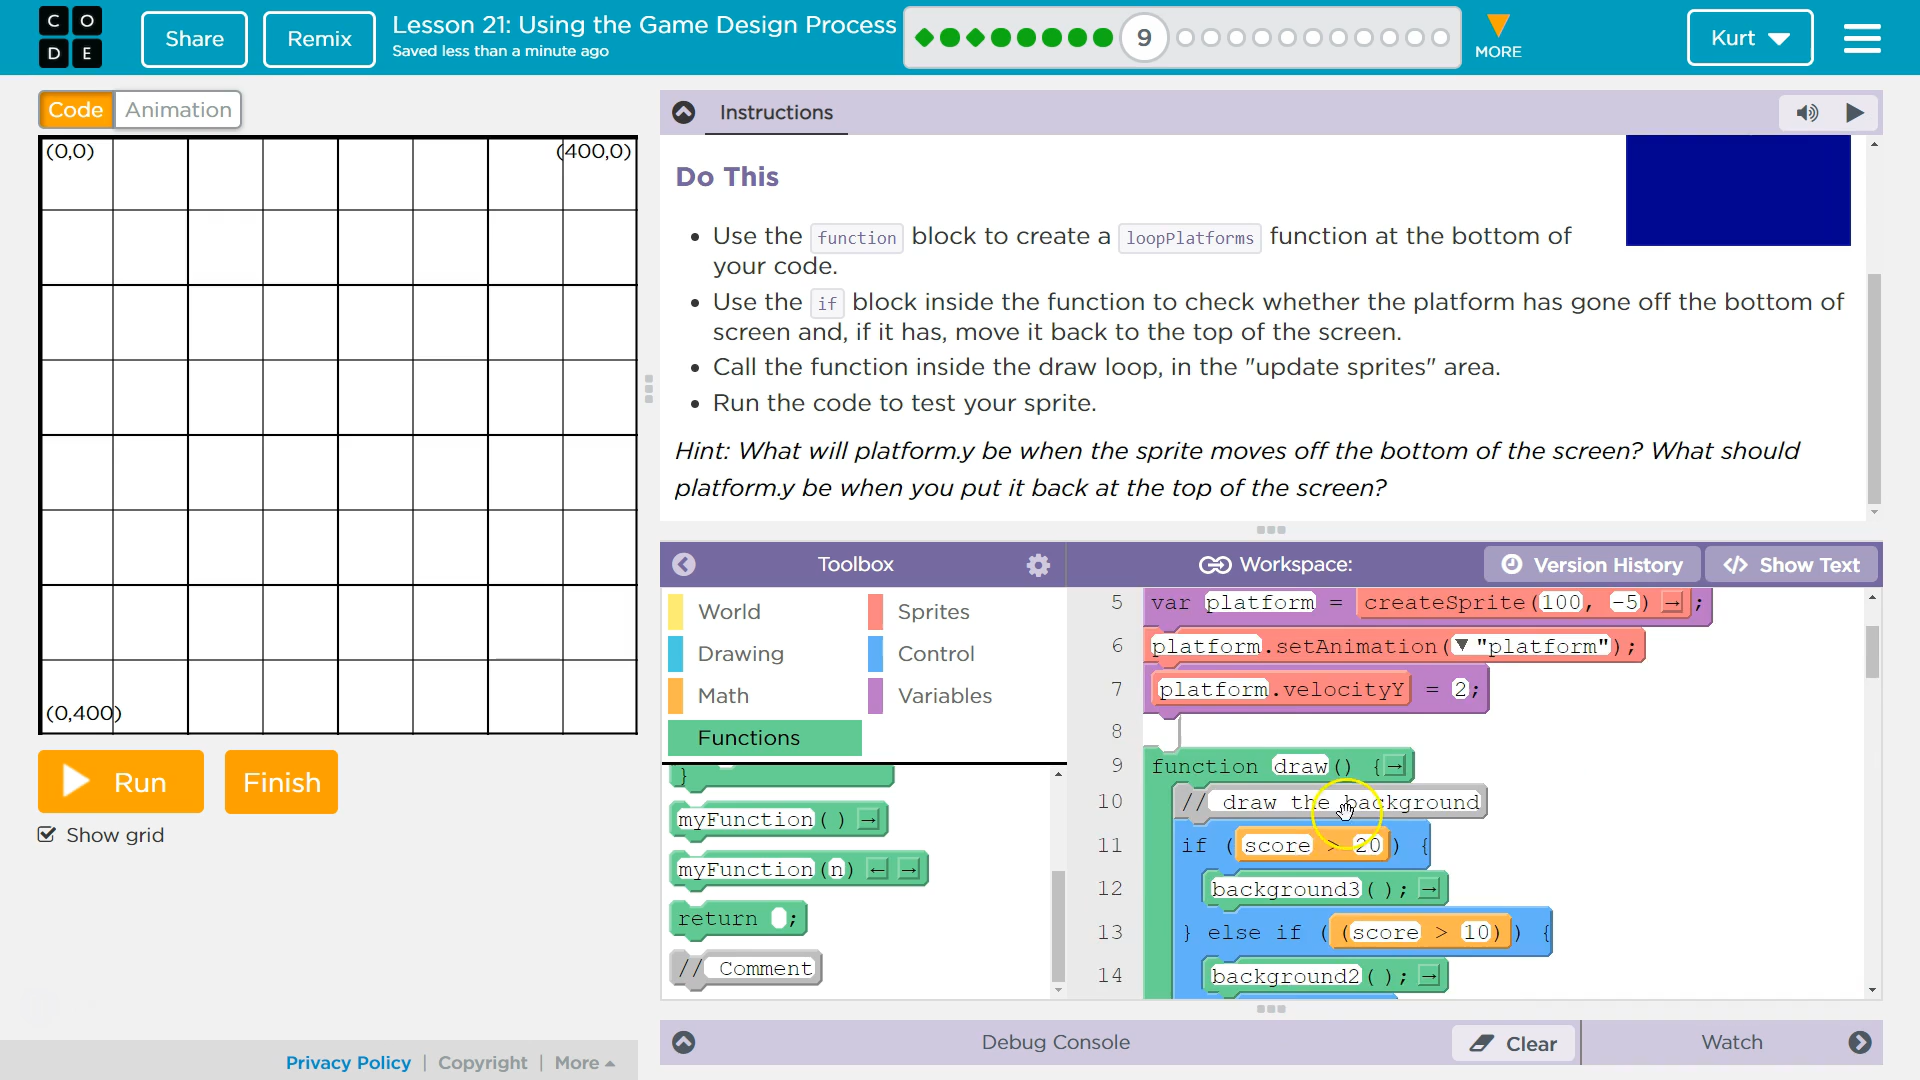 CO
DE
Share
Remix
Lesson 21: Using the Game Design Process
Saved less than a minute ago
9
MORE
Kurt
Code
Animation
(0,0)
(400,0)
(0,400)
Run
Finish
Show grid
Privacy Policy | Copyright | More
Instructions
Do This
Use the function block to create a loopPlatforms function at the bottom of
your code.
Use the if block inside the function to check whether the platform has gone off the bottom of
screen and, if it has, move it back to the top of the screen.
Call the function inside the draw loop, in the "update sprites" area.
Run the code to test your sprite.
Hint: What will platform.y be when the sprite moves off the bottom of the screen? What should
platform.y be when you put it back at the top of the screen?
Toolbox
World
Sprites
Drawing
Control
Math
Variables
Functions
}
myFunction() →
myFunction(n) ← →
return ;
// Comment
Workspace:
Version History
</> Show Text
5 var platform = createSprite(100, -5) → ;
6 platform.setAnimation(▼ "platform");
7 platform.velocityY = 2;
8
9 function draw() { →
10 // draw the background
11 if (score > 20) {
12 background3(); →
13 } else if ((score > 10)) {
14 background2(); →
Debug Console
Clear
Watch